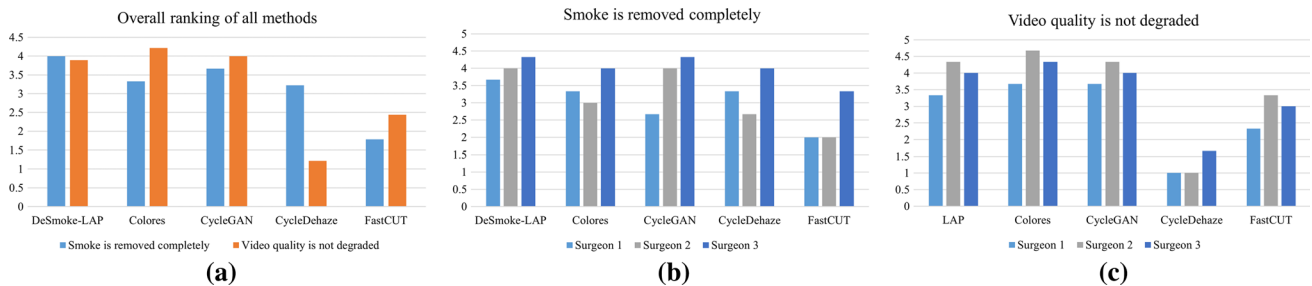 Overall ranking of all methods
4.5
4
3.5
3
2.5
2
1.5
1
0.5
0
DeSmoke-LAP Colores CycleGAN CycleDehaze FastCUT
Smoke is removed completely Video quality is not degraded
(a)
Smoke is removed completely
5
4.5
4
3.5
3
2.5
2
1.5
1
0.5
0
DeSmoke-LAP Colores CycleGAN CycleDehaze FastCUT
Surgeon 1 Surgeon 2 Surgeon 3
(b)
Video quality is not degraded
5
4.5
4
3.5
3
2.5
2
1.5
1
0.5
0
LAP Colores CycleGAN CycleDehaze FastCUT
Surgeon 1 Surgeon 2 Surgeon 3
(c)